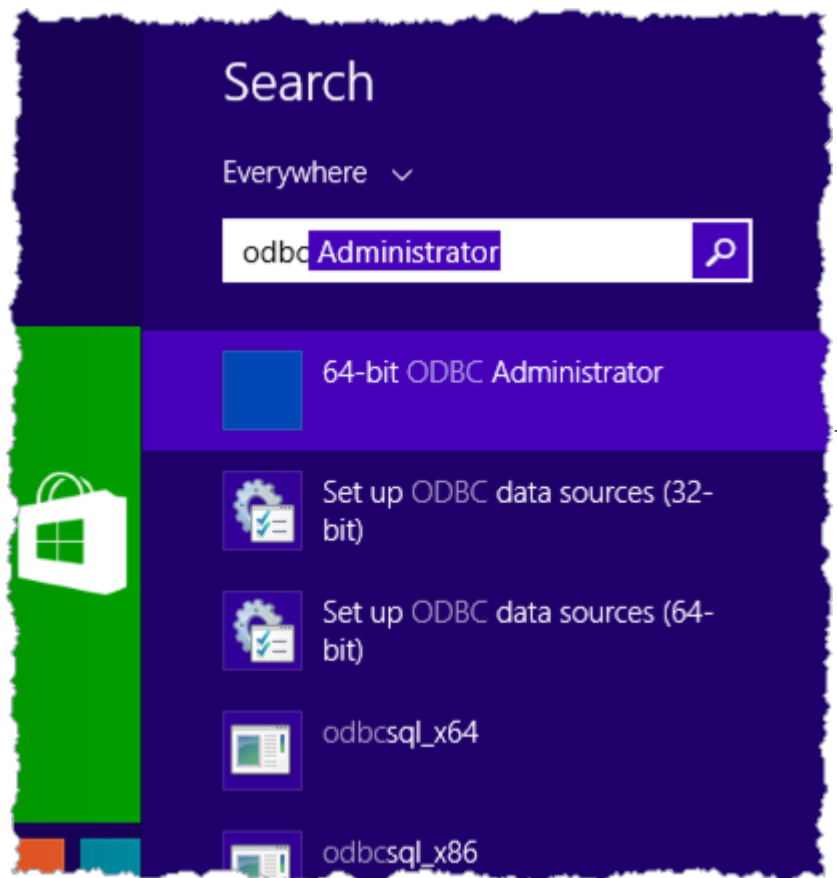 Search
Everywhere
odbc Administrator
64-bit ODBC Administrator
Set up ODBC data sources (32-
bit)
Set up ODBC data sources (64-
bit)
odbcsql_x64
odbcsql_x86